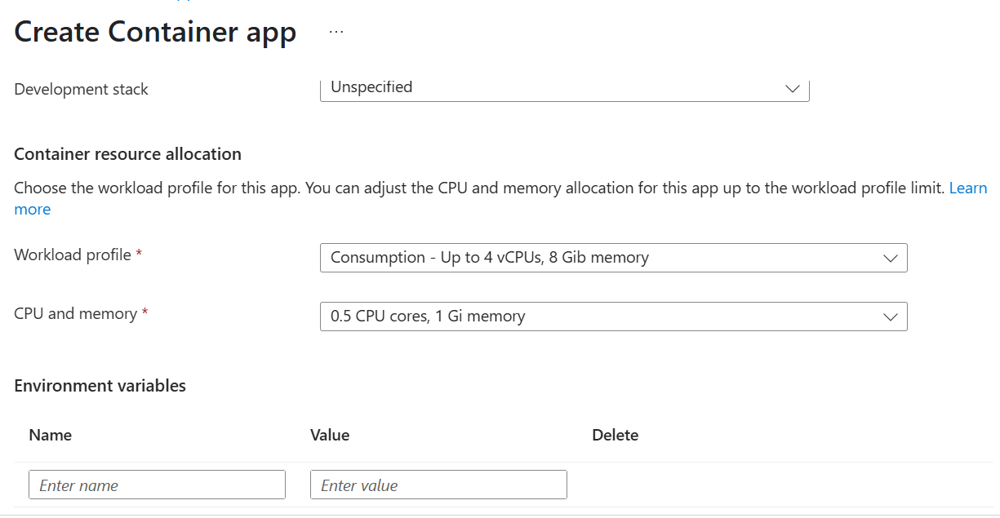 Create Container app ...
Development stack
Unspecified
Container resource allocation
Choose the workload profile for this app. You can adjust the CPU and memory allocation for this app up to the workload profile limit. Learn
more
Workload profile *
Consumption - Up to 4 vCPUs, 8 Gib memory
CPU and memory *
0.5 CPU cores, 1 Gi memory
Environment variables
Name Value Delete
Enter name Enter value